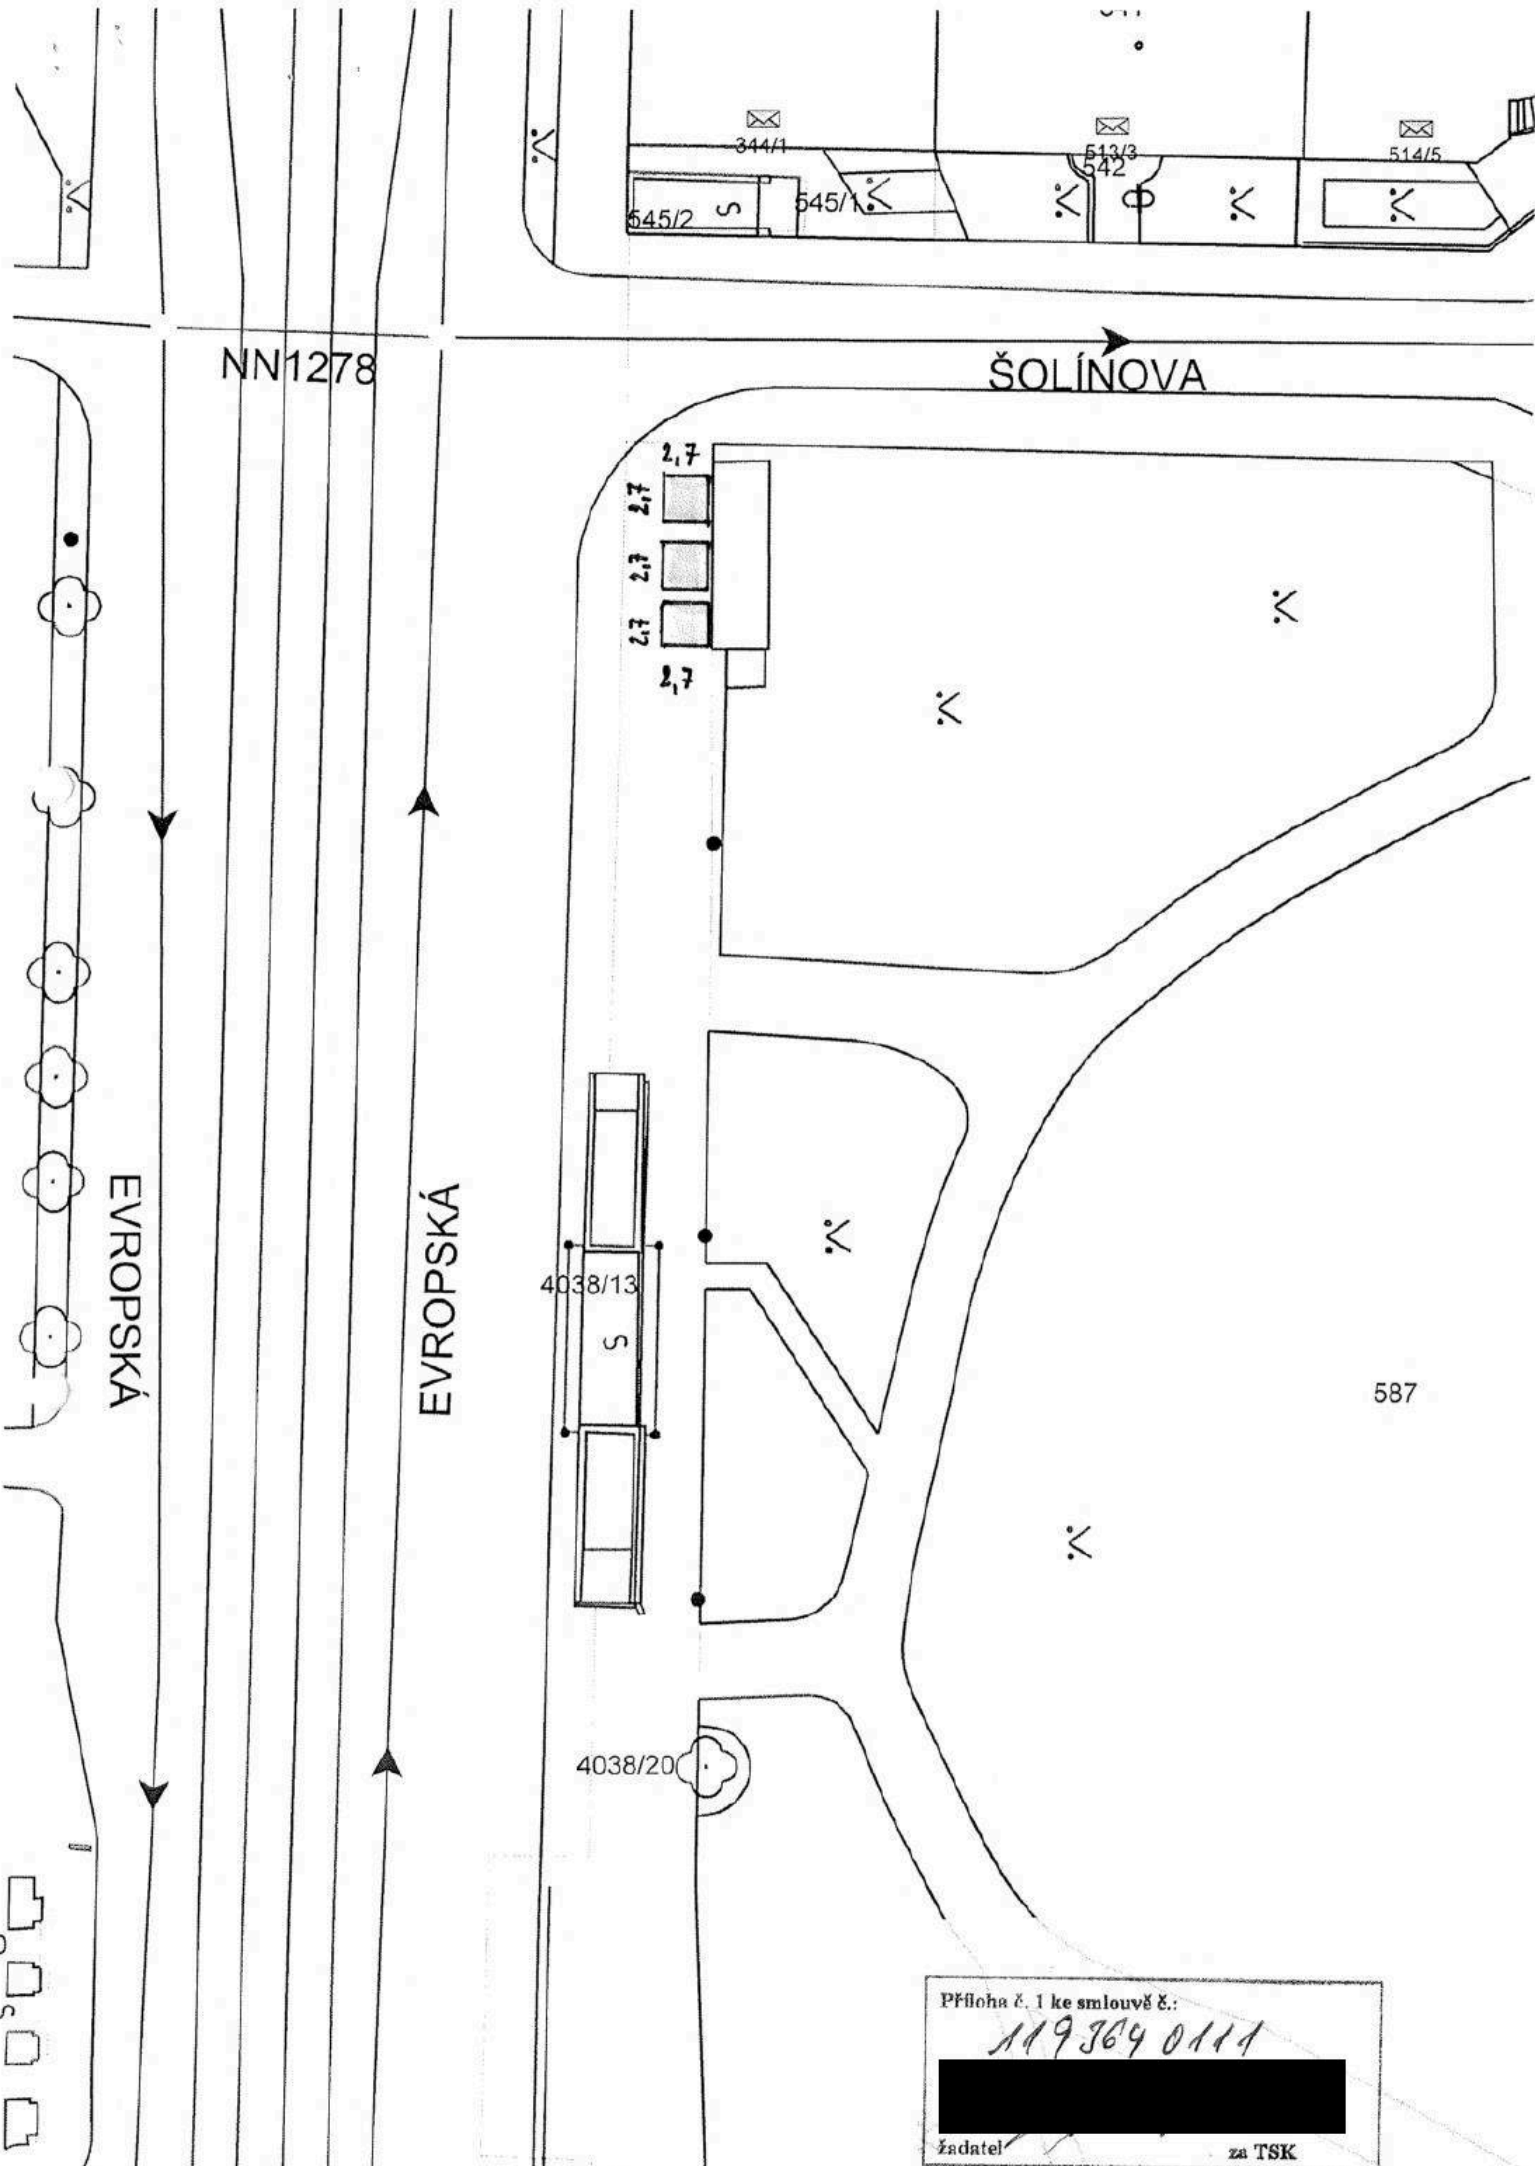 344/1
513/3
542
514/5
545/2
S
545/1
NN1278
ŠOLÍNOVA
2,7
2,7
2,7
2,7
2,7
EVROPSKÁ
EVROPSKÁ
4038/13
S
587
4038/20
Příloha č. 1 ke smlouvě č.:
119364 0111
žadatel
za TSK